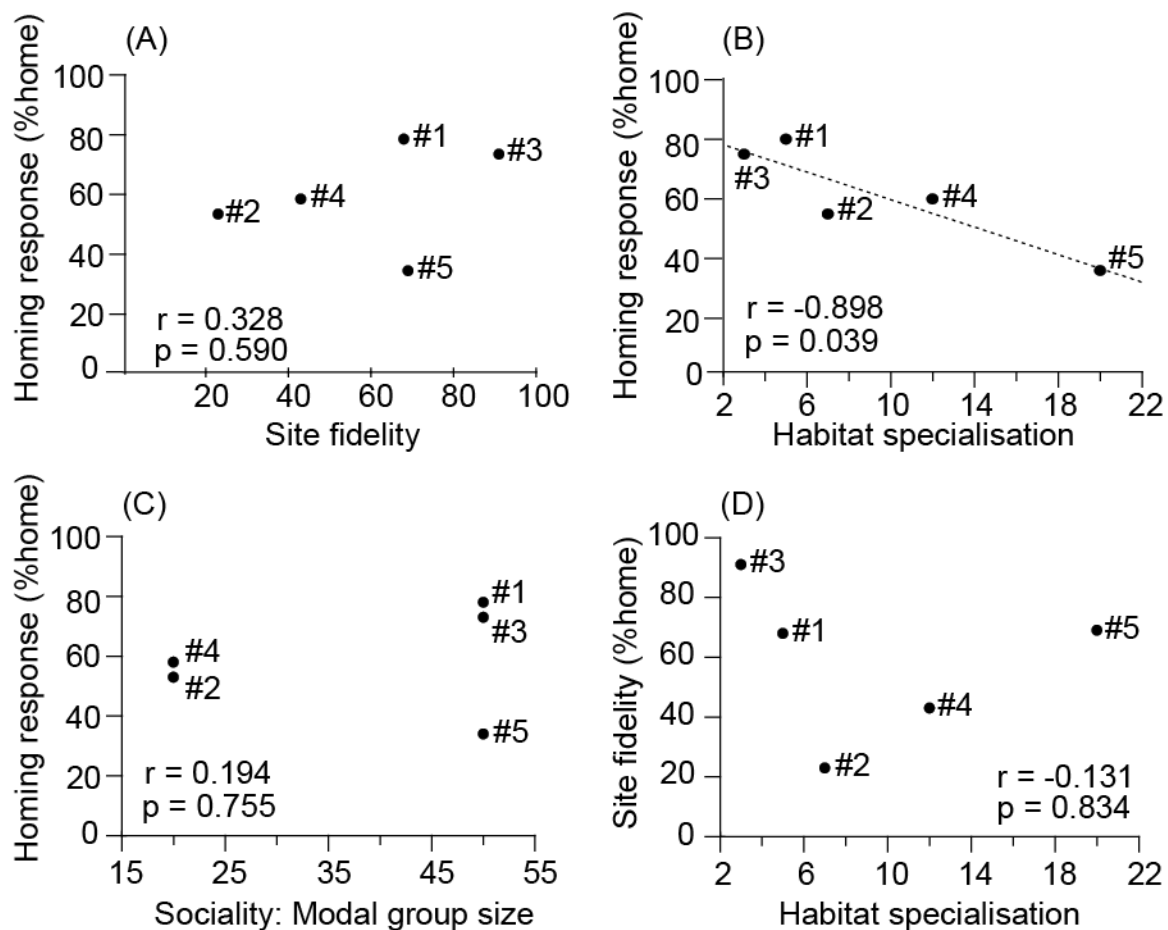 (A)
Homing response (%home)
100
80
60
40
20
0
#1
#3
#4
#2
#5
r = 0.328
p = 0.590
20 40 60 80 100
Site fidelity
(B)
Homing response (%home)
100
80
60
40
20
0
#1
#3
#2
#4
#5
r = -0.898
p = 0.039
2 6 10 14 18 22
Habitat specialisation
(C)
Homing response (%home)
100
80
60
40
20
0
#1
#3
#4
#2
#5
r = 0.194
p = 0.755
15 25 35 45 55
Sociality: Modal group size
(D)
Site fidelity (%home)
100
80
60
40
20
0
#3
#1
#5
#4
#2
r = -0.131
p = 0.834
2 6 10 14 18 22
Habitat specialisation